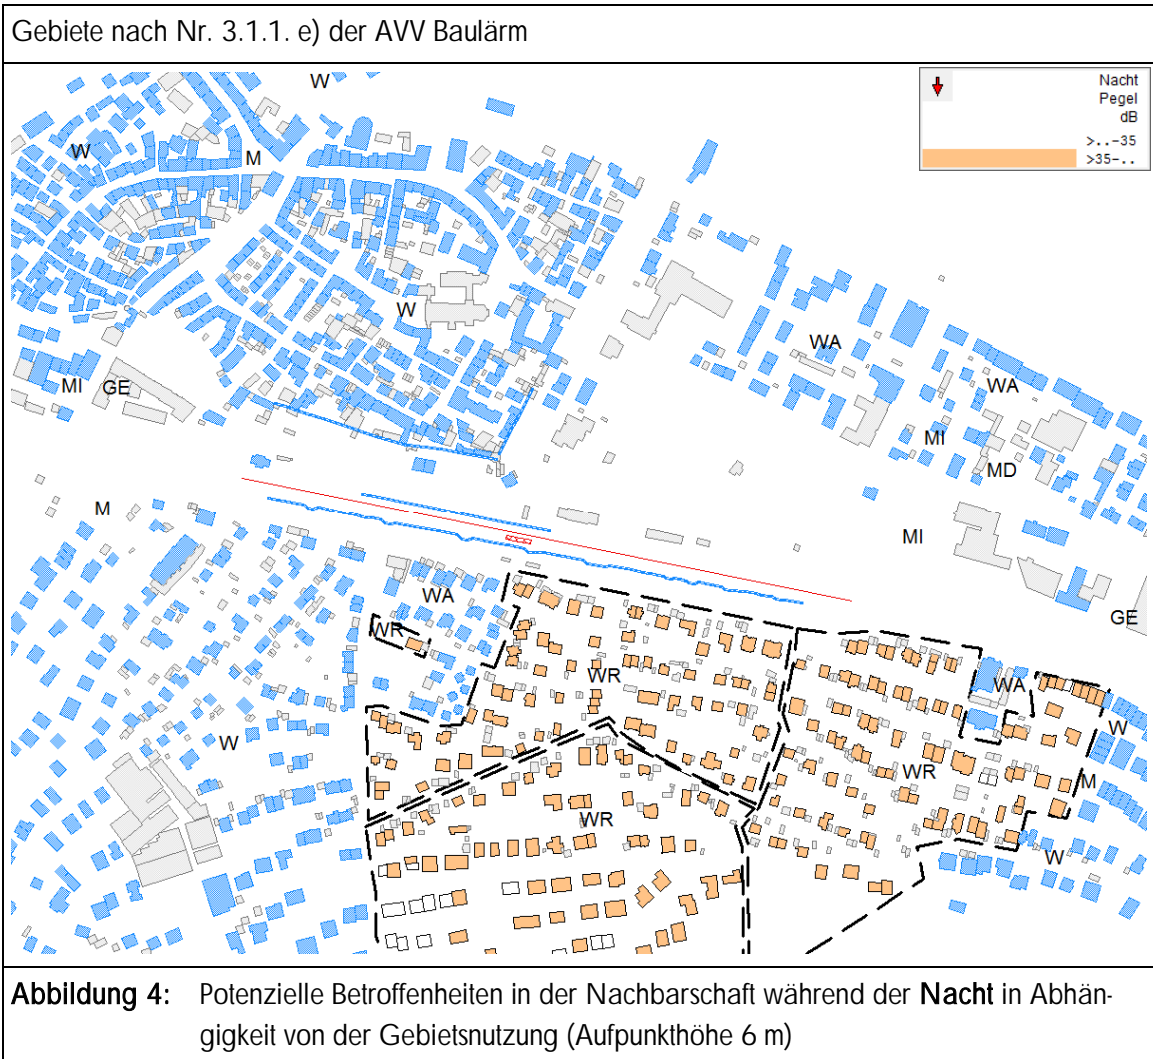 Gebiete nach Nr. 3.1.1. e) der AVV Baulärm
Nacht
Pegel
dB
>..-35
>35-..
W
W
M
W
WA
WA
MI
GE
MI
MD
M
MI
WA
GE
WR
WR
WA
W
W
WR
M
WR
W
Abbildung 4: Potenzielle Betroffenheiten in der Nachbarschaft während der Nacht in Abhän-
gigkeit von der Gebietsnutzung (Aufpunkthöhe 6 m)